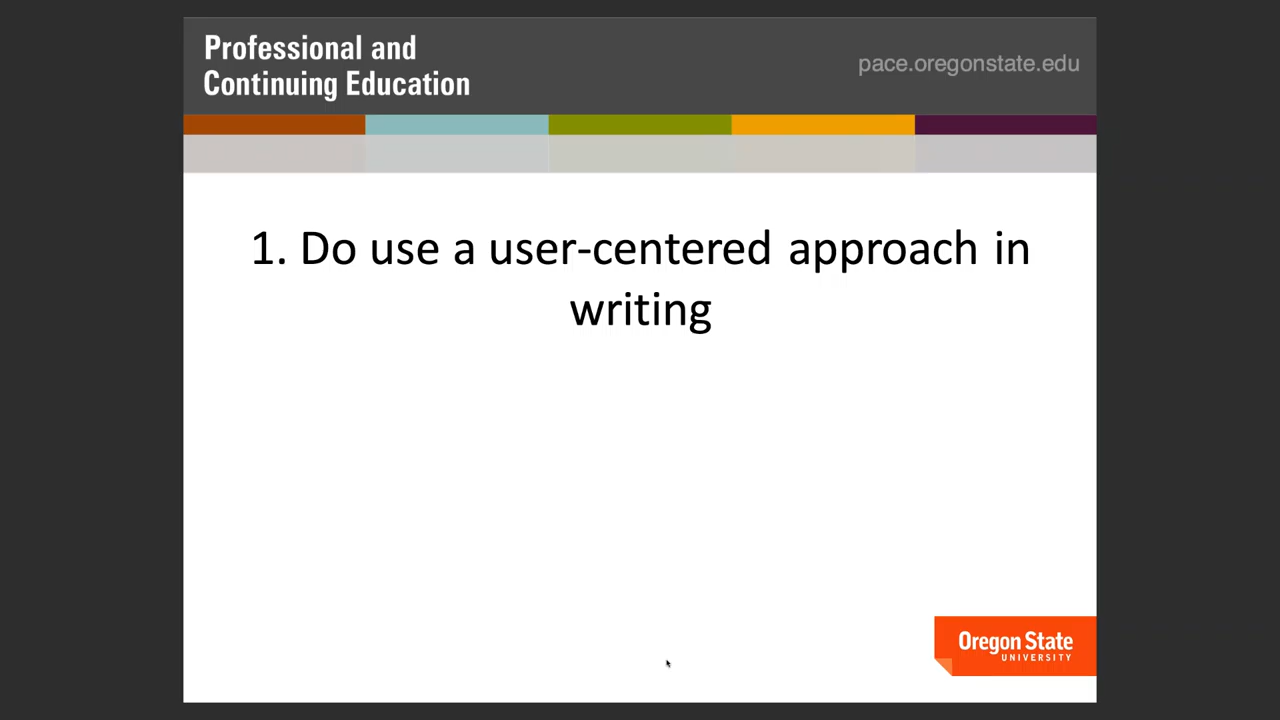 Professional and
Continuing Education
pace.oregonstate.edu
1. Do use a user-centered approach in
writing
Oregon State
UNIVERSITY